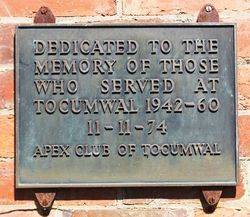 DEDICATED TO THE
MEMORY OF THOSE
WHO SERVED AT
TOCUMWAL 1942-60
11-11-74
APEX CLUB OF TOCUMWAL